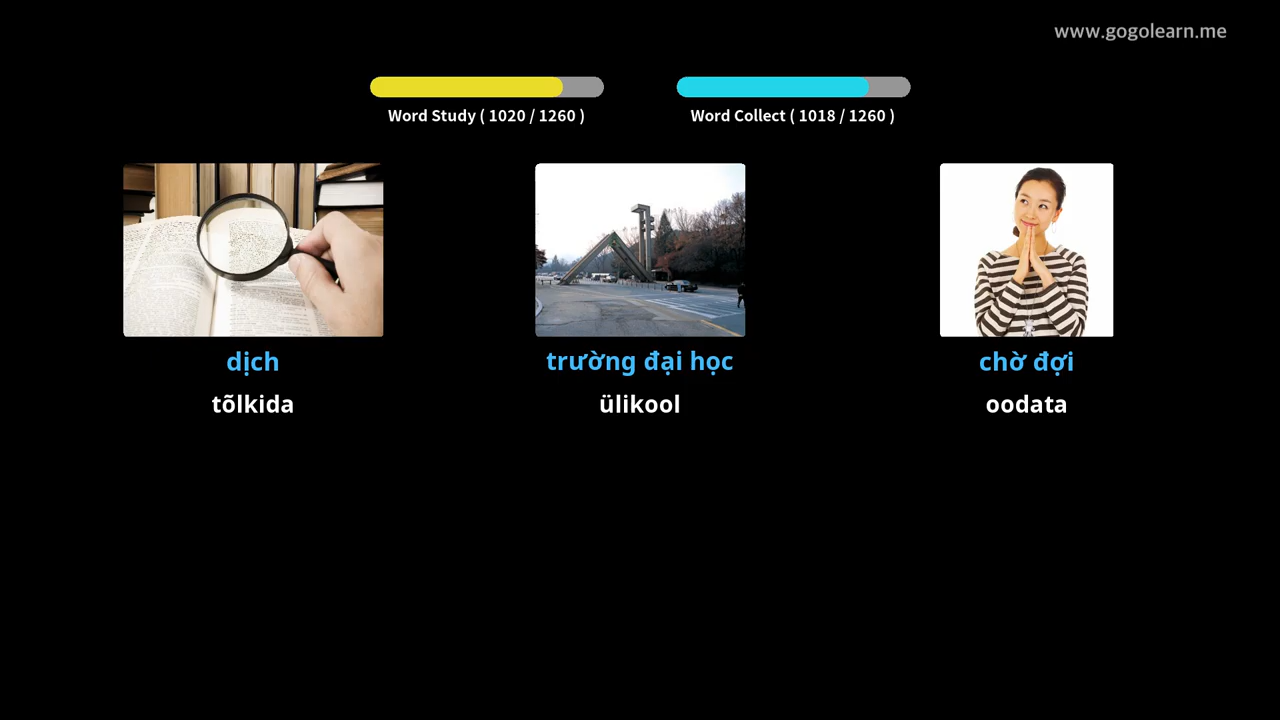 www.gogolearn.me
Word Study ( 1020 / 1260 )
Word Collect ( 1018 / 1260 )
dịch
trường đại học
chờ đợi
tõlkida
ülikool
oodata